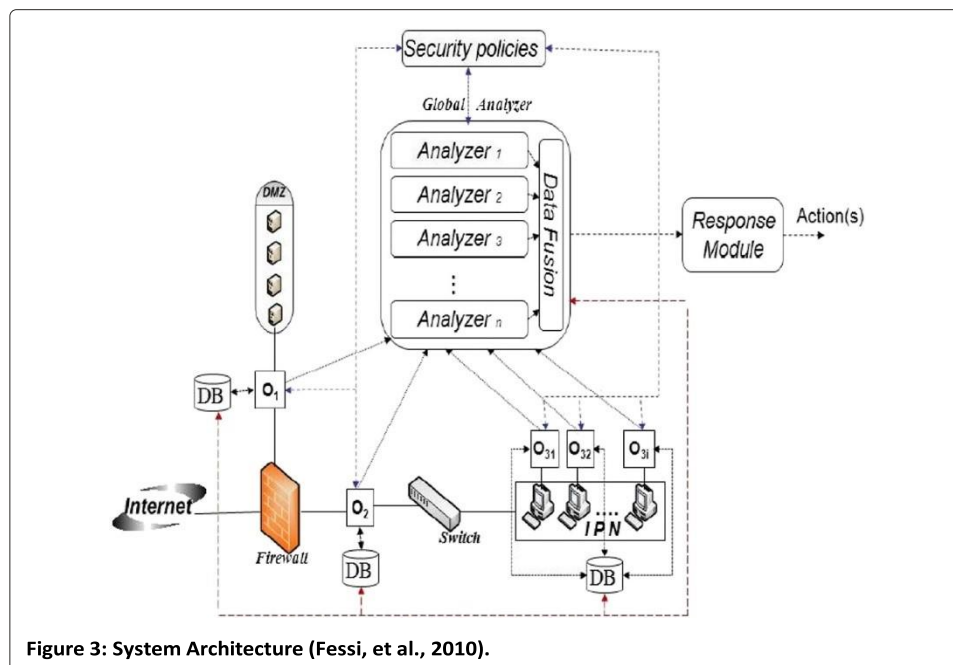 Security policies
Global Analyzer
Analyzer 1
Analyzer 2
Analyzer 3
⋮
Analyzer n
Data Fusion
Response
Module
Action(s)
DMZ
DB
O1
O31
O32
O3i
Internet
Firewall
O2
Switch
....
IPN
DB
DB
Figure 3: System Architecture (Fessi, et al., 2010).